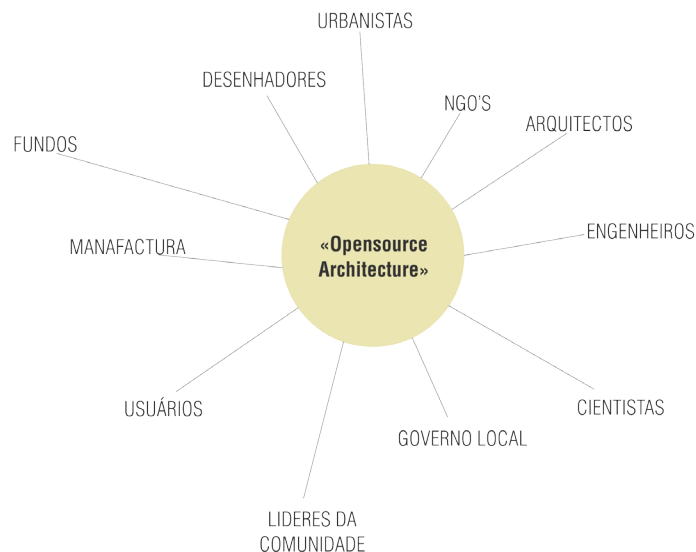 URBANISTAS
DESENHADORES
NGO'S
ARQUITECTOS
FUNDOS
ENGENHEIROS
MANAFACTURA
«Opensource
Architecture»
USUÁRIOS
CIENTISTAS
GOVERNO LOCAL
LIDERES DA
COMUNIDADE